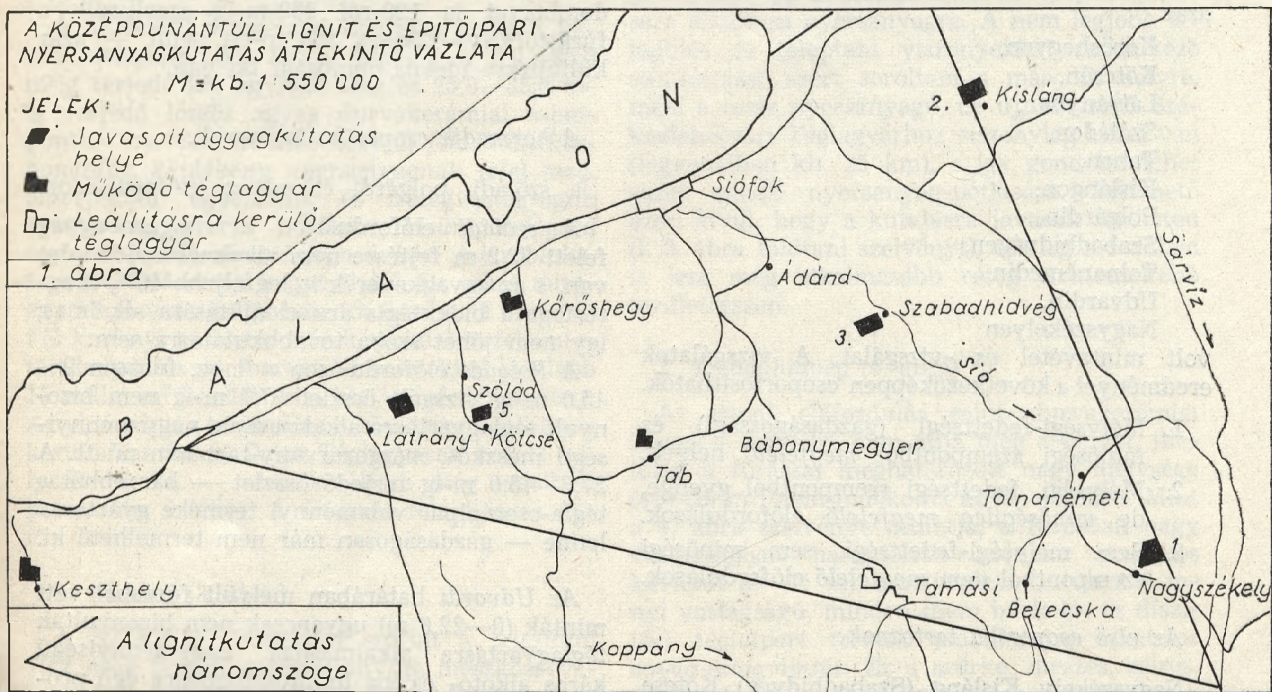 A KÖZÉPDUNANTÚLI LIGNIT ÉS ÉPITŐIPARI
NYERSANYAGKUTATÁS ÁTTEKINTŐ VÁZLATA
M = kb. 1: 550 000
JELEK:
Javasolt agyagkutatás
helye
Működő téglagyár
Leállításra kerülő
téglagyár
1. ábra
B A L A T O N
2.
Kisláng
Siófok
Sárvíz
Ádánd
Szabadhidvég
3.
Sió
Kőröshegy
Szólád
5.
Látrány
Kötcse
Tab
Bábonymegyer
Tolnanémeti
1.
Nagyszékely
Keszthely
Tamási
Belecska
Koppány
A lignitkutatás
háromszöge